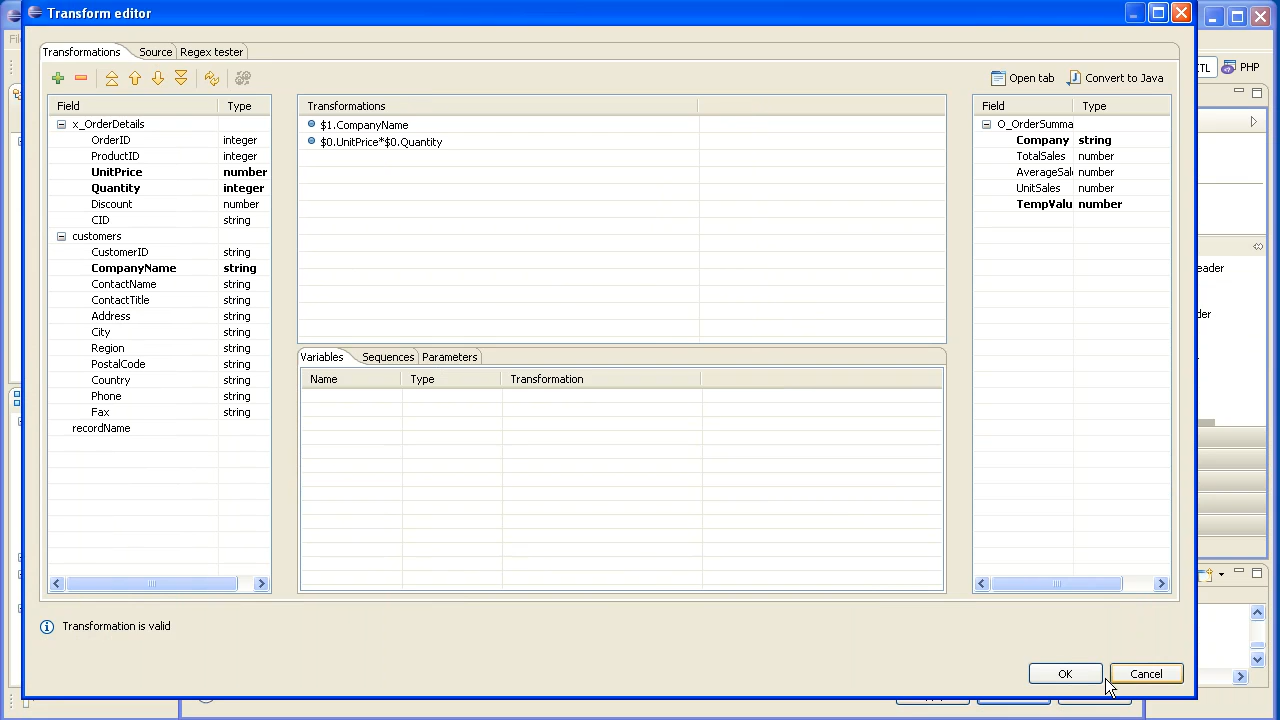 Transform editor
Transformations Source Regex tester
Open tab Convert to Java
Field Type
x_OrderDetails
OrderID integer
ProductID integer
UnitPrice number
Quantity integer
Discount number
CID string
customers
CustomerID string
CompanyName string
ContactName string
ContactTitle string
Address string
City string
Region string
PostalCode string
Country string
Phone string
Fax string
recordName
Transformations
$1.CompanyName
$0.UnitPrice*$0.Quantity
Variables Sequences Parameters
Name Type Transformation
Field Type
O_OrderSumma
Company string
TotalSales number
AverageSal number
UnitSales number
TempValu number
Transformation is valid
OK Cancel
PHP
eader
der